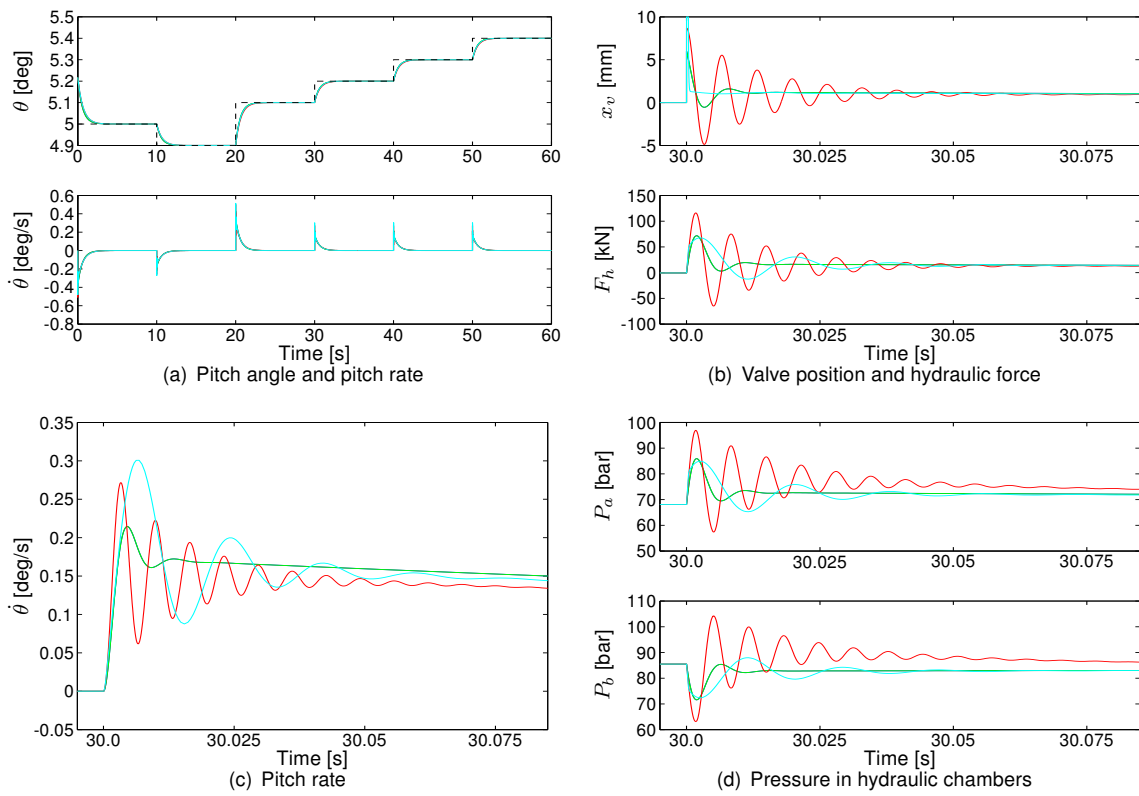 5.5
5.4
5.3
5.2
5.1
5
4.9
θ [deg]
0 10 20 30 40 50 60
0.6
0.4
0.2
0
-0.2
-0.4
-0.6
-0.8
θ̇ [deg/s]
0 10 20 30 40 50 60
Time [s]
(a) Pitch angle and pitch rate
10
5
0
-5
x_v [mm]
30.0 30.025 30.05 30.075
150
100
50
0
-50
-100
F_h [kN]
30.0 30.025 30.05 30.075
Time [s]
(b) Valve position and hydraulic force
0.35
0.3
0.25
0.2
0.15
0.1
0.05
0
-0.05
θ̇ [deg/s]
30.0 30.025 30.05 30.075
Time [s]
(c) Pitch rate
100
90
80
70
60
50
P_a [bar]
30.0 30.025 30.05 30.075
110
100
90
80
70
60
P_b [bar]
30.0 30.025 30.05 30.075
Time [s]
(d) Pressure in hydraulic chambers